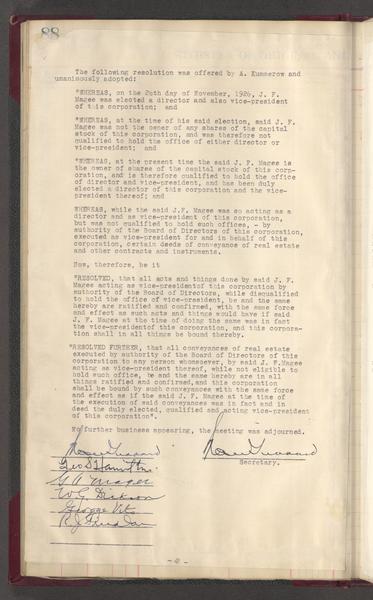 88
The following resolution was offered by A. Kummerow and
unanimously adopted:
"WHEREAS, on the 20th day of November, 1926, J. F.
Magee was elected a director and also vice-president
of this corporation; and
"WHEREAS, at the time of his said election, said J. F.
Magee was not the owner of any shares of the capital
stock of this corporation, and was therefore not
qualified to hold the office of either director or
vice-president; and
"WHEREAS, at the present time the said J. F. Magee is
the owner of shares of the capital stock of this corp-
oration, and is therefore qualified to hold the office
of director and vice-president, and has been duly
elected a director of this corporation and the vice-
president thereof; and
WHEREAS, while the said J.F. Magee was so acting as a
director and as vice-president of this corporation,
but was not qualified to hold such offices, - by
authority of the Board of Directors of this corporation,
executed as vice-president for and in behalf of this
corporation, certain deeds of conveyance of real estate
and other contracts and instruments.
Now, therefore, be it
"RESOLVED, that all acts and things done by said J. F.
Magee acting as vice-president of this corporation by
authority of the Board of Directors, while disqualified
to hold the office of vice-president, be and the same
hereby are ratified and confirmed, with the same force
and effect as such acts and things would have if said
J. F. Magee at the time of doing the same was in fact
the vice-president of this corporation, and this corpora-
tion shall in all things be bound thereby.
"RESOLVED FURTHER, that all conveyances of real estate
executed by authority of the Board of Directors of this
corporation to any person whomsoever, by said J. F.Magee
acting as vice-president thereof, while not eligible to
hold such office, be and the same hereby are in all
things ratified and confirmed, and this corporation
shall be bound by such conveyances with the same force
and effect as if the said J. F. Magee at the time of
the execution of said conveyances was in fact and in
deed the duly elected, qualified and acting vice-president
of this corporation".
No further business appearing, the meeting was adjourned.
Secretary.
Geo S
G A
W.G. Dickson
George
R.J.